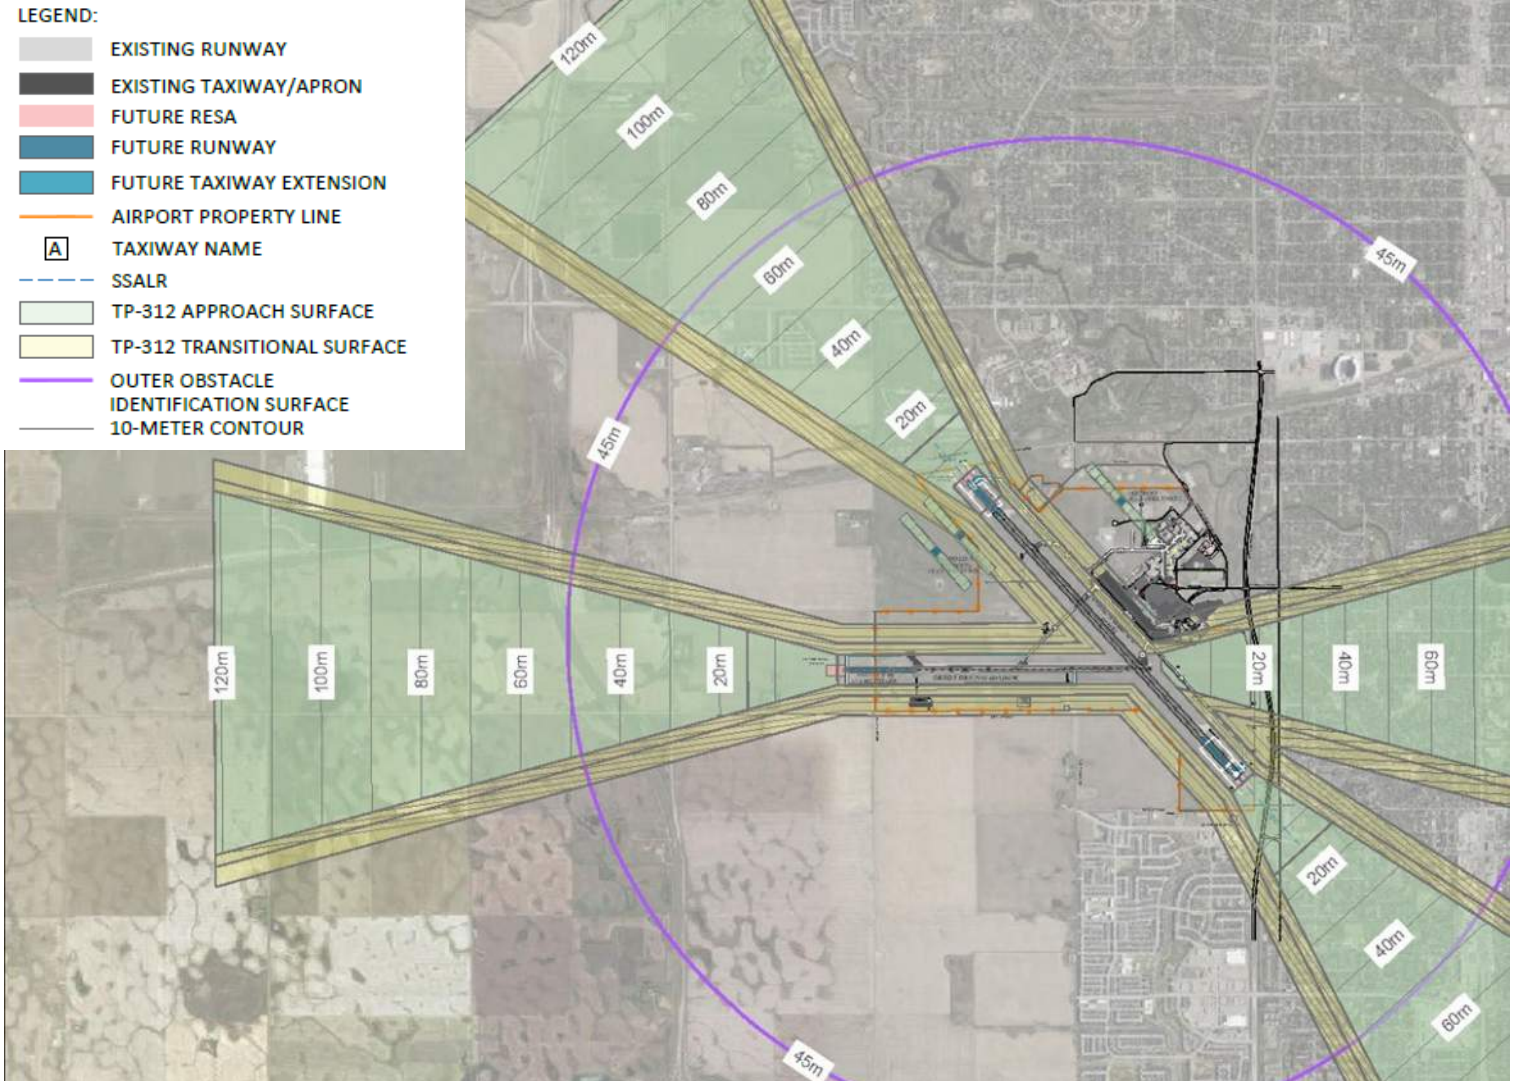 LEGEND:
EXISTING RUNWAY
EXISTING TAXIWAY/APRON
FUTURE RESA
FUTURE RUNWAY
FUTURE TAXIWAY EXTENSION
AIRPORT PROPERTY LINE
A TAXIWAY NAME
SSALR
TP-312 APPROACH SURFACE
TP-312 TRANSITIONAL SURFACE
OUTER OBSTACLE
IDENTIFICATION SURFACE
10-METER CONTOUR
120m
100m
80m
60m
40m
20m
45m
45m
120m
100m
80m
60m
40m
20m
20m
40m
60m
20m
40m
60m
45m